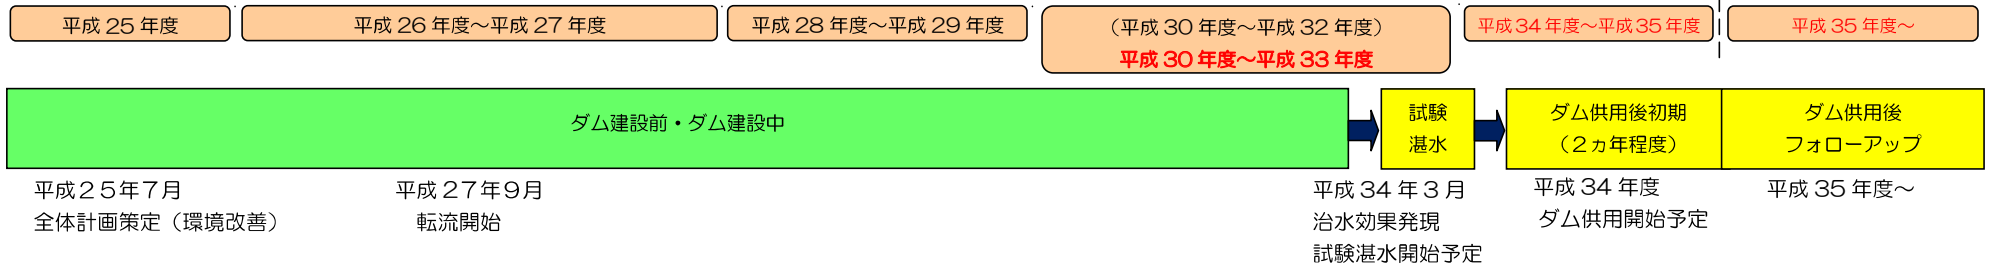 平成 25 年度
平成 26 年度～平成 27 年度
平成 28 年度～平成 29 年度
（平成 30 年度～平成 32 年度）
平成 30 年度～平成 33 年度
平成 34 年度～平成 35 年度
平成 35 年度～
ダム建設前・ダム建設中
試験
湛水
ダム供用後初期
（２ヵ年程度）
ダム供用後
フォローアップ
平成２５年７月
全体計画策定（環境改善）
平成 27年９月
転流開始
平成 34 年 3 月
治水効果発現
試験湛水開始予定
平成 34 年度
ダム供用開始予定
平成 35 年度～